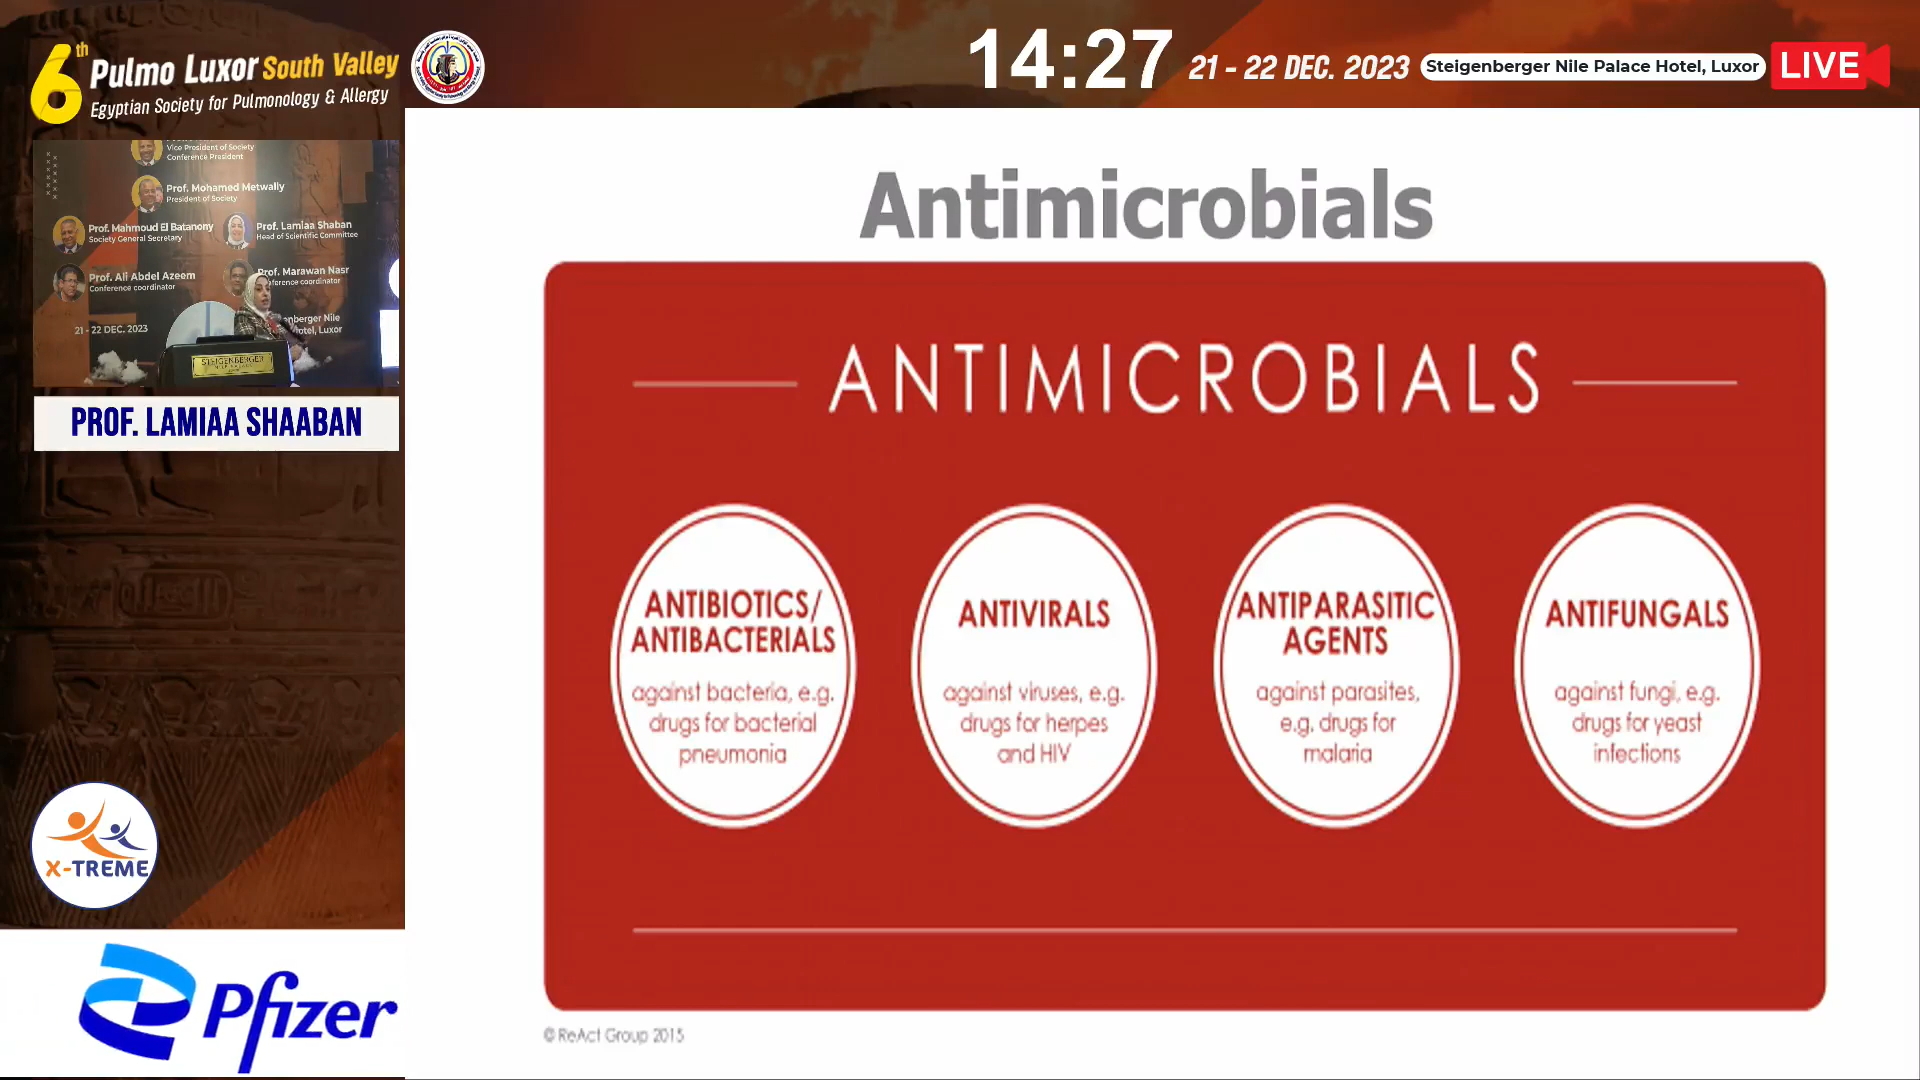 6th
Pulmo Luxor South Valley
Egyptian Society for Pulmonology & Allergy
14:27
21 - 22 DEC. 2023
Steigenberger Nile Palace Hotel, Luxor
LIVE
Vice President of Society
Conference President
Prof. Mohamed Metwally
President of Society
Prof. Mahmoud El Batanony
Society General Secretary
Prof. Lamiaa Shaban
Head of Scientific Committee
Prof. Ali Abdel Azeem
Conference coordinator
Prof. Marawan Nasr
coordinator
21 - 22 DEC. 2023
Nile
Luxor
STEIGENBERGER
PROF. LAMIAA SHAABAN
X-TREME
Pfizer
Antimicrobials
ANTIMICROBIALS
ANTIBIOTICS/
ANTIBACTERIALS
against bacteria, e.g.
drugs for bacterial
pneumonia
ANTIVIRALS
against viruses, e.g.
drugs for herpes
and HIV
ANTIPARASITIC
AGENTS
against parasites,
e.g. drugs for
malaria
ANTIFUNGALS
against fungi, e.g.
drugs for yeast
infections
© ReAct Group 2015